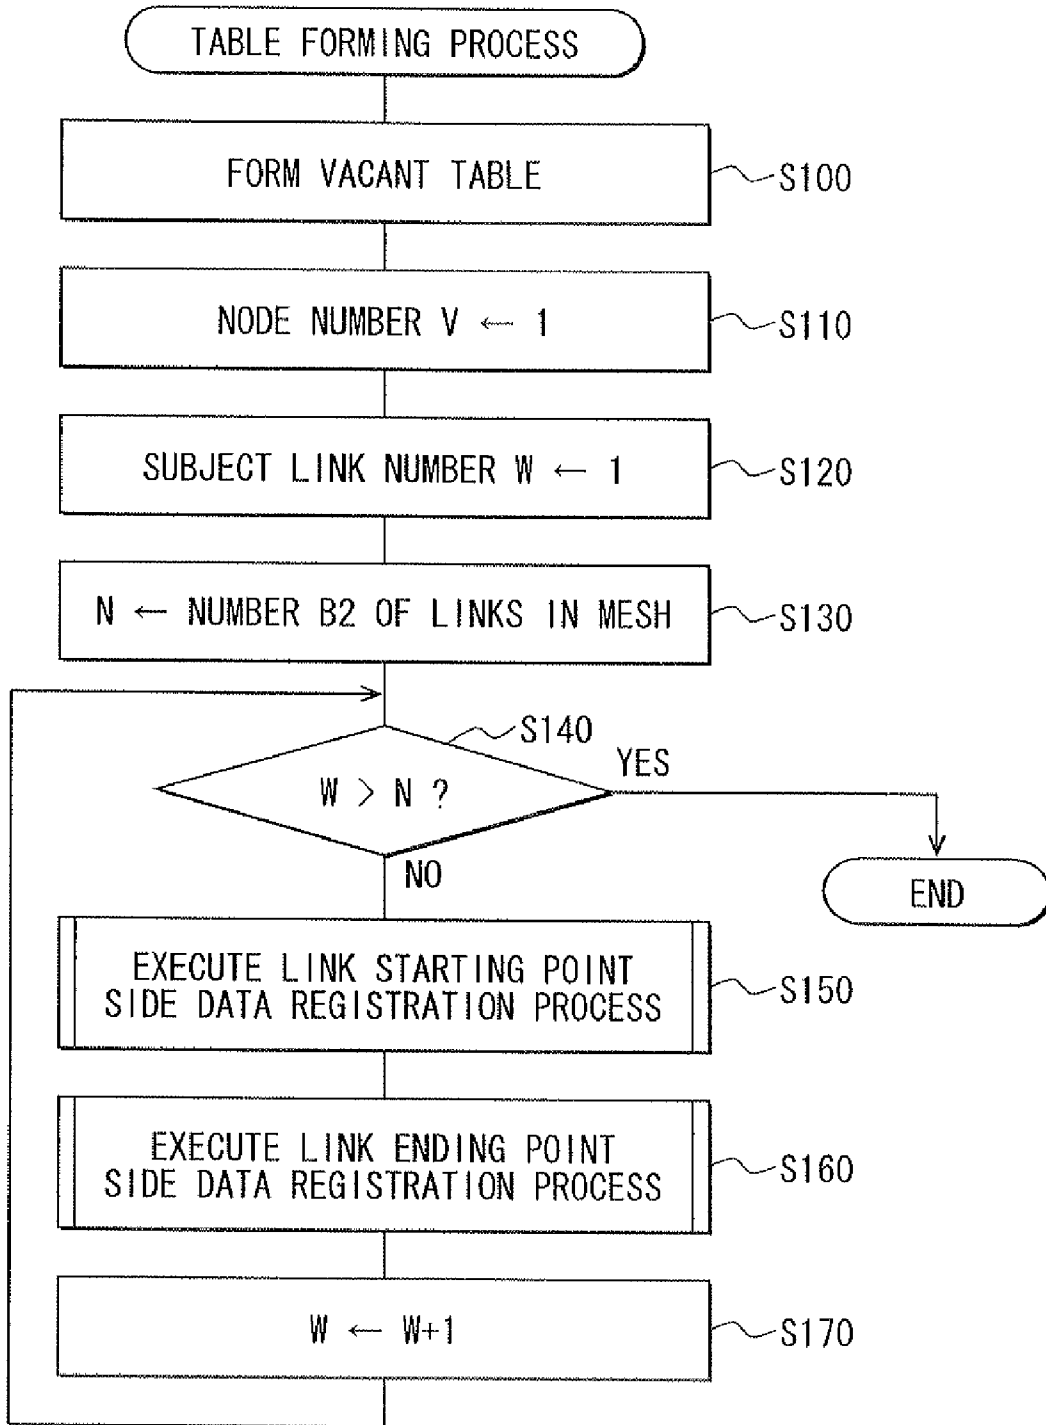 TABLE FORMING PROCESS
FORM VACANT TABLE
S100
NODE NUMBER V ← 1
S110
SUBJECT LINK NUMBER W ← 1
S120
N ← NUMBER B2 OF LINKS IN MESH
S130
S140
W > N ?
YES
NO
END
EXECUTE LINK STARTING POINT
SIDE DATA REGISTRATION PROCESS
S150
EXECUTE LINK ENDING POINT
SIDE DATA REGISTRATION PROCESS
S160
W ← W+1
S170